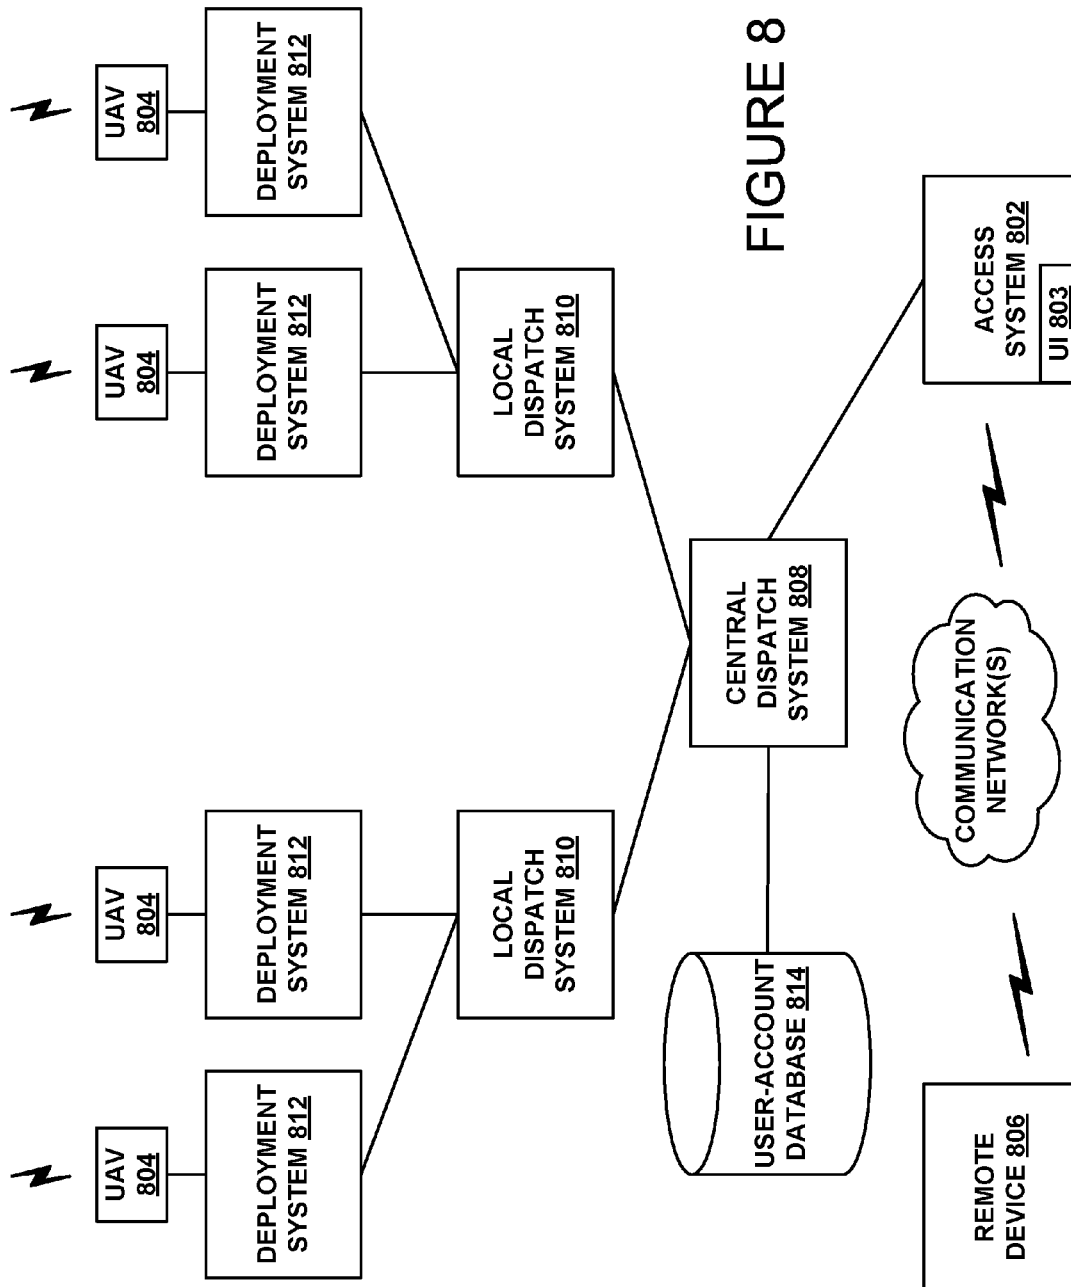 UAV
804
UAV
804
UAV
804
UAV
804
DEPLOYMENT
SYSTEM 812
DEPLOYMENT
SYSTEM 812
DEPLOYMENT
SYSTEM 812
DEPLOYMENT
SYSTEM 812
LOCAL
DISPATCH
SYSTEM 810
LOCAL
DISPATCH
SYSTEM 810
USER-ACCOUNT
DATABASE 814
CENTRAL
DISPATCH
SYSTEM 808
FIGURE 8
REMOTE
DEVICE 806
COMMUNICATION
NETWORK(S)
ACCESS
SYSTEM 802
UI 803